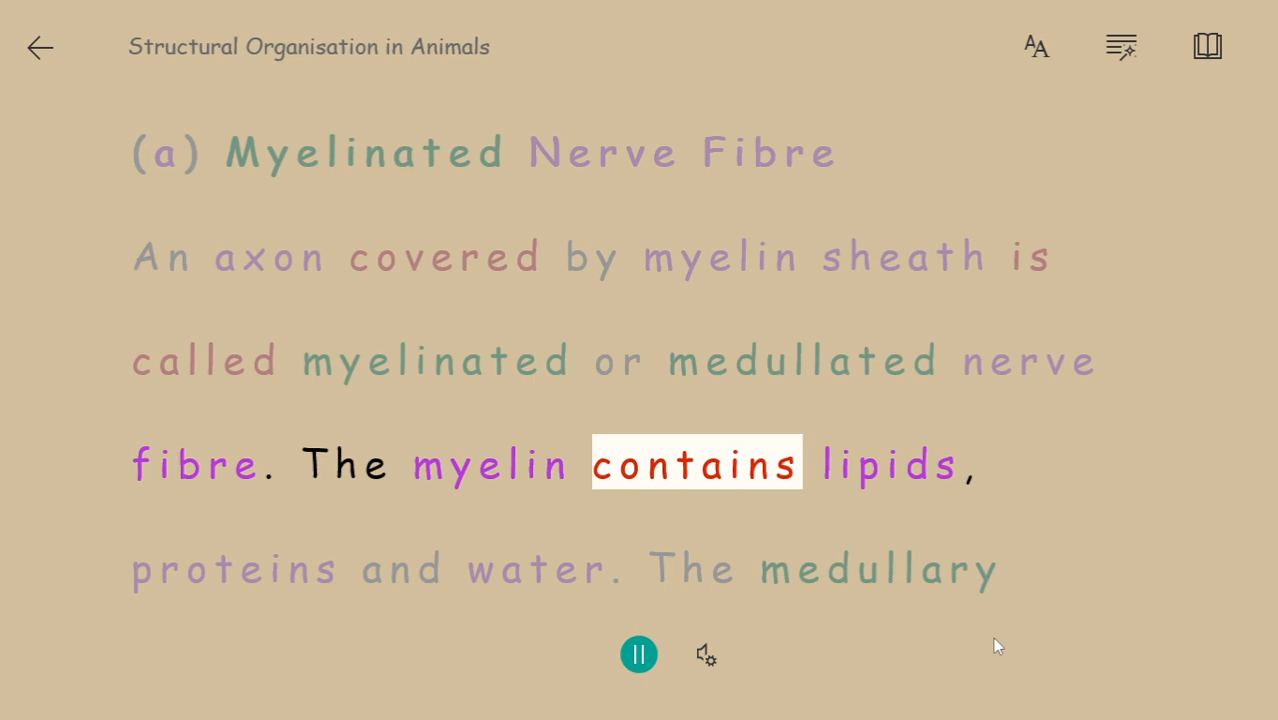 Structural Organisation in Animals
(a) Myelinated Nerve Fibre
An axon covered by myelin sheath is
called myelinated or medullated nerve
fibre. The myelin contains lipids,
proteins and water. The medullary